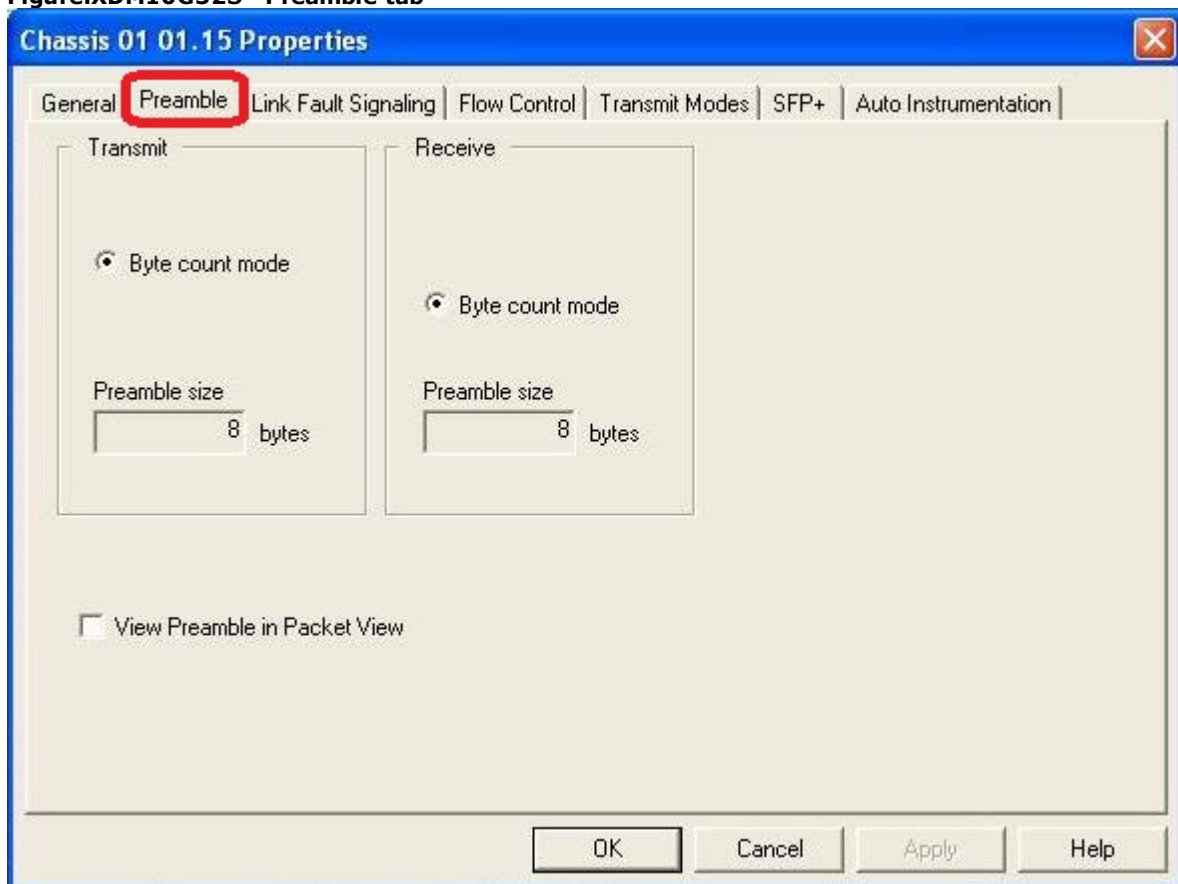 Chassis 01 01.15 Properties
General Preamble Link Fault Signaling Flow Control Transmit Modes SFP+ Auto Instrumentation
Transmit Receive
Byte count mode
Byte count mode
Preamble size Preamble size
8 bytes 8 bytes
View Preamble in Packet View
OK Cancel Apply Help